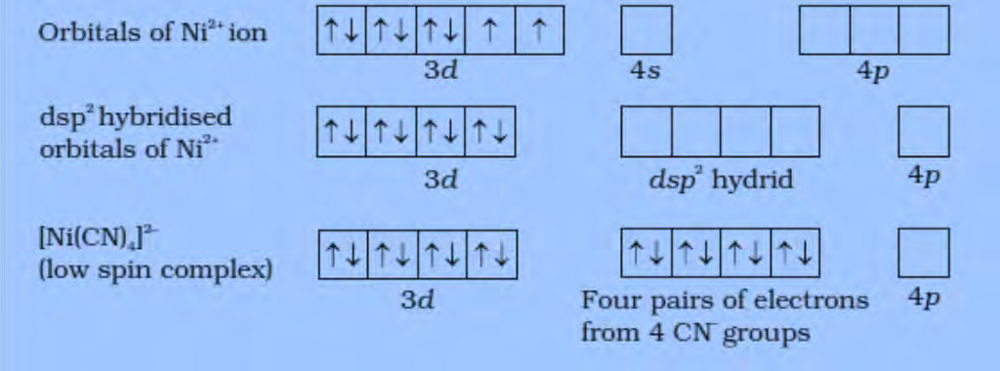 Orbitals of Ni²⁺ ion
↑↓ ↑↓ ↑↓ ↑ ↑
3d 4s 4p
dsp² hybridised
orbitals of Ni²⁺
↑↓ ↑↓ ↑↓ ↑↓
3d dsp² hydrid 4p
[Ni(CN)₄]²⁻
(low spin complex)
↑↓ ↑↓ ↑↓ ↑↓ ↑↓ ↑↓ ↑↓ ↑↓
3d Four pairs of electrons 4p
from 4 CN⁻ groups